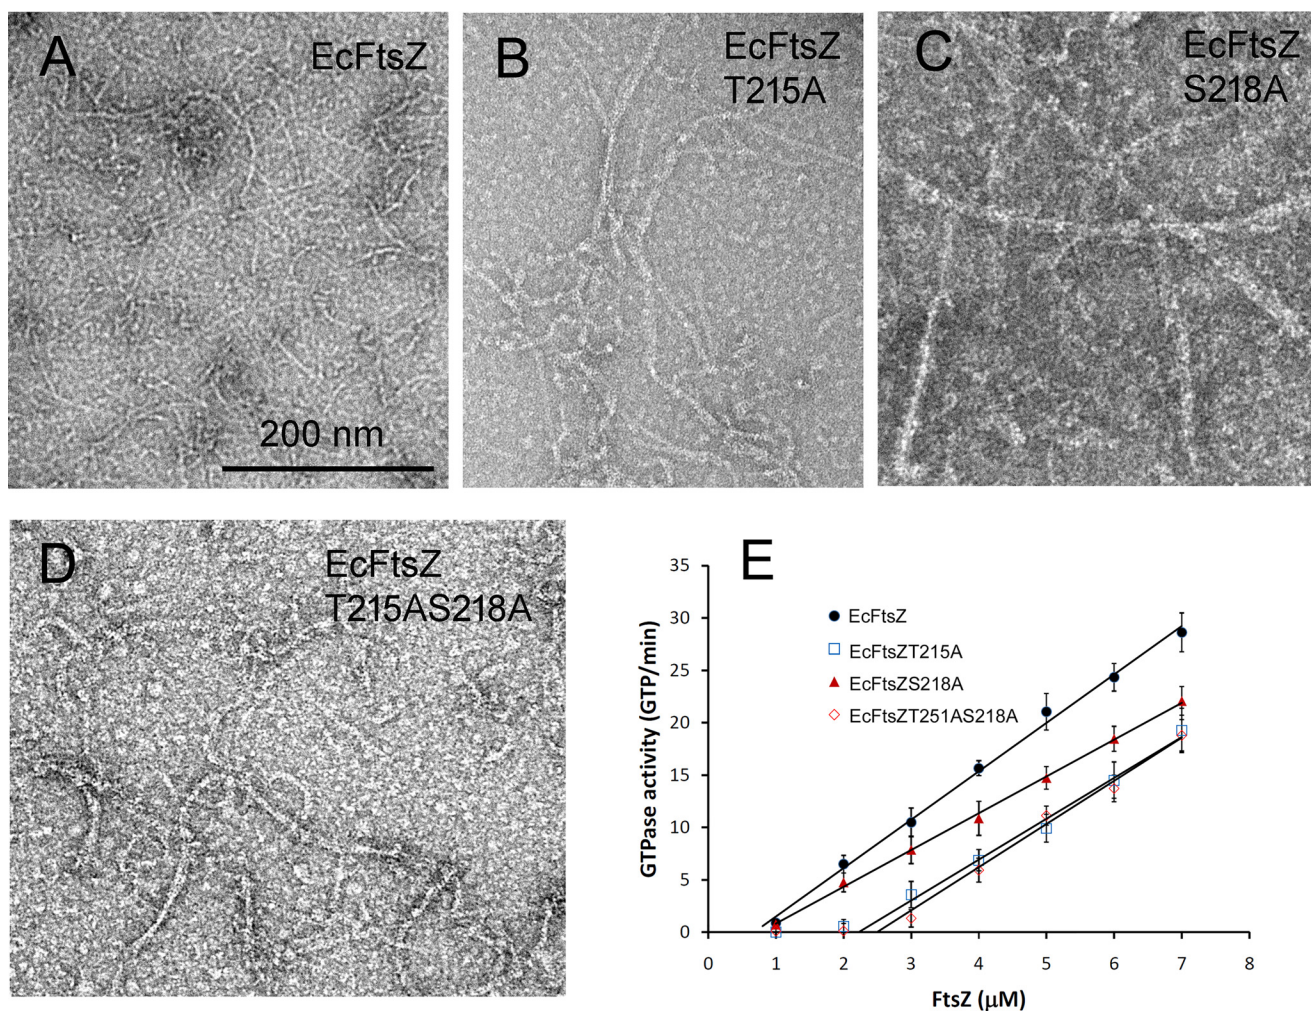 A
EcFtsZ
200 nm
B
EcFtsZ
T215A
C
EcFtsZ
S218A
D
EcFtsZ
T215AS218A
E
35
30
25
20
15
10
5
0
GTPase activity (GTP/min)
EcFtsZ
EcFtsZT215A
EcFtsZS218A
EcFtsZT251AS218A
0 1 2 3 4 5 6 7 8
FtsZ (μM)